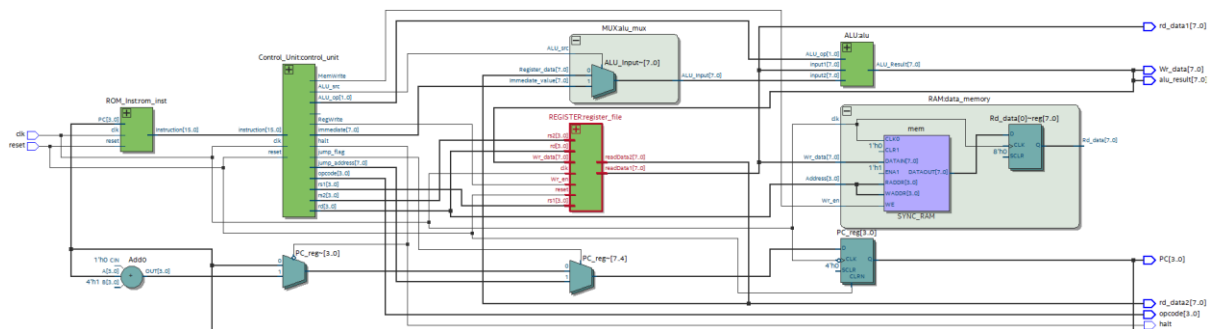 rd_data1[7..0]
MUX:alu_mux
ALU:alu
Control_Unit:control_unit
ALU_src
ALU_Input~[7..0]
ALU_op[1..0]
Input1[7..0]
Input2[7..0]
ALU_Result[7..0]
Register_data[7..0]
Immediate_value[7..0]
0
1
ALU_input[7..0]
Wr_data[7..0]
alu_result[7..0]
MemWrite
ALU_src
ALU_op[1..0]
RegWrite
immediate[7..0]
halt
jump_flag
jump_address[7..0]
opcode[3..0]
rs1[3..0]
rs2[3..0]
rd[3..0]
instruction[15..0]
clk
reset
ROM_Inst:rom_inst
PC[3..0]
clk
reset
instruction[15..0]
clk
reset
REGISTER:register_file
rs2[3..0]
rd[3..0]
Wr_data[7..0]
clk
Wr_en
reset
rs1[3..0]
readData2[7..0]
readData1[7..0]
RAM:data_memory
Rd_data[0]~reg[7..0]
clk
mem
CLK0
1'h0
CLR1
Wr_data[7..0]
DATAIN[7..0]
1'h1
ENA1
DATAOUT[7..0]
Address[3..0]
RADDR[3..0]
WADDR[3..0]
Wr_en
WE
SYNC_RAM
D
CLK
Q
8'h0
SCLR
Rd_data[7..0]
PC_reg~[3..0]
0
1
PC_reg~[7..4]
0
1
PC_reg[3..0]
D
CLK
Q
4'h0
SCLR
CLRN
PC[3..0]
Add0
1'h0 CIN
A[3..0]
4'h1 B[3..0]
+
OUT[3..0]
rd_data2[7..0]
opcode[3..0]
halt